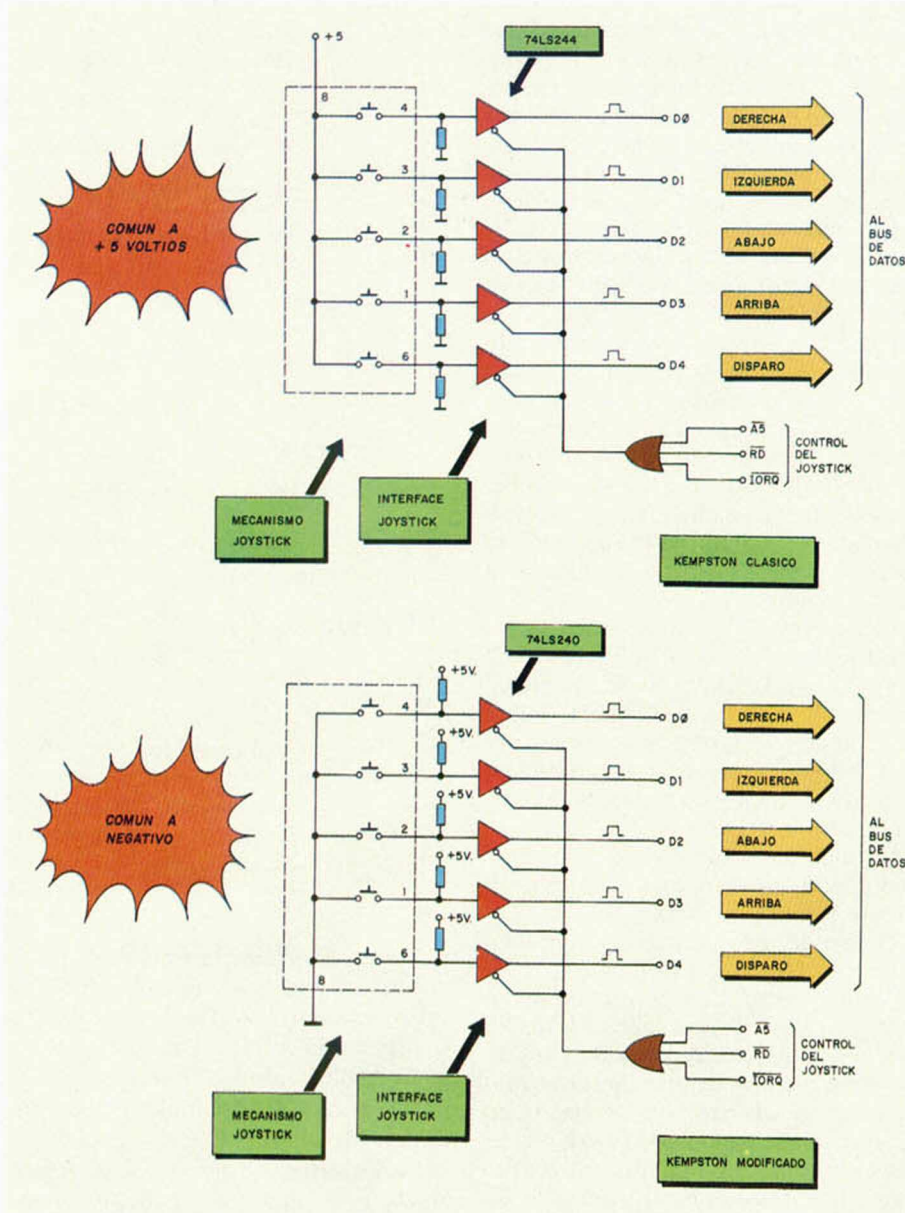 +5
74LS244
8
4
DØ
DERECHA
3
D1
IZQUIERDA
COMUN A
+ 5 VOLTIOS
2
D2
ABAJO
AL
BUS
DE
DATOS
1
D3
ARRIBA
6
D4
DISPARO
A5
RD
IORQ
CONTROL
DEL
JOYSTICK
MECANISMO
JOYSTICK
INTERFACE
JOYSTICK
KEMPSTON CLASICO
74LS240
+5V.
4
DØ
DERECHA
+5V.
3
D1
IZQUIERDA
+5V.
COMUN A
NEGATIVO
2
D2
ABAJO
AL
BUS
DE
DATOS
+5V.
1
D3
ARRIBA
+5V.
6
D4
DISPARO
8
A5
RD
IORQ
CONTROL
DEL
JOYSTICK
MECANISMO
JOYSTICK
INTERFACE
JOYSTICK
KEMPSTON MODIFICADO